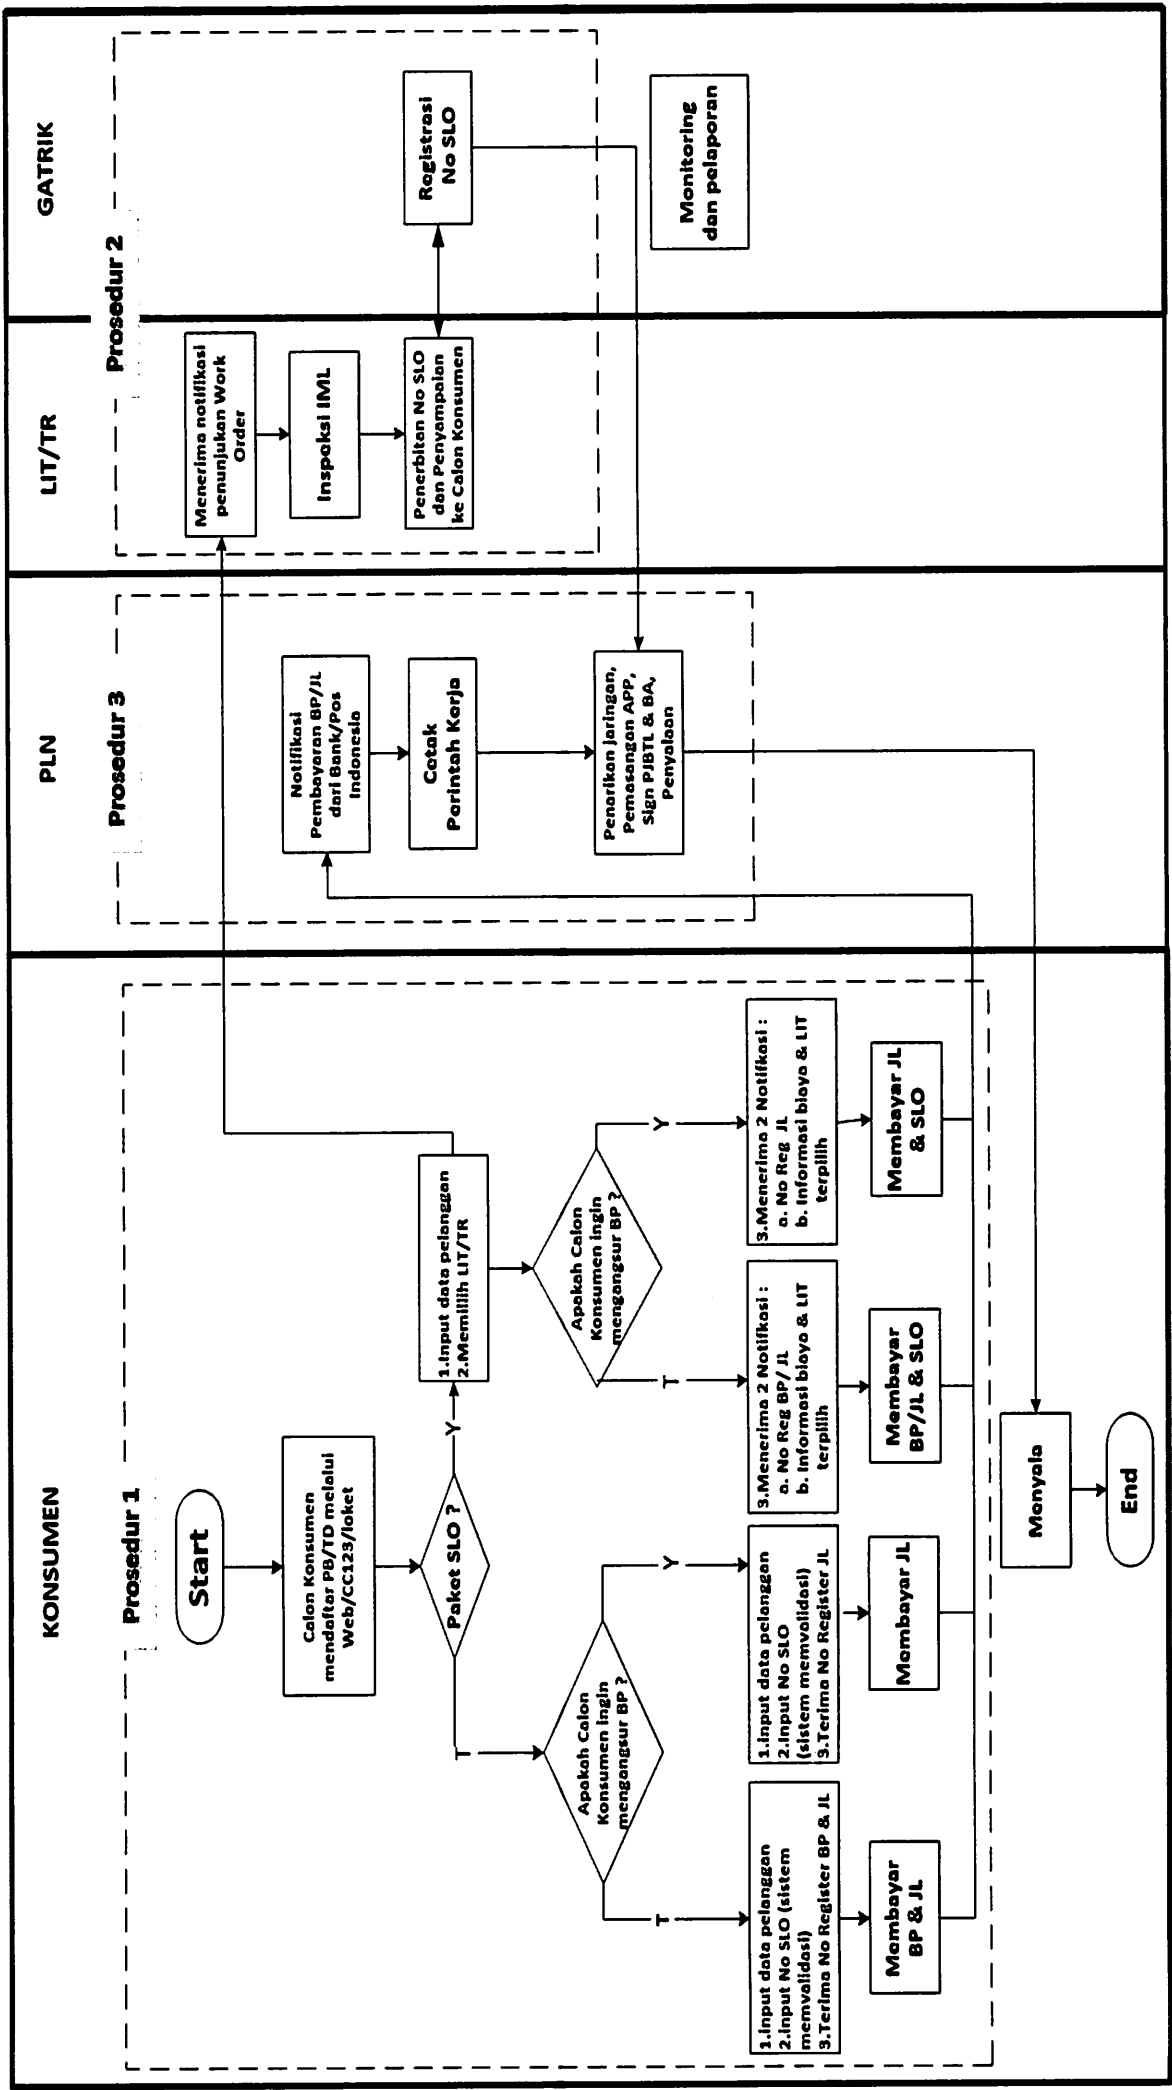 KONSUMEN
PLN
LIT/TR
GATRIK
Prosedur 1
Start
Calon Konsumen
mendaftar PB/TD melalui
Web/CC123/loket
Paket SLO ?
T
Y
1.Input data pelanggan
2.Memilih LIT/TR
Apakah Calon
Konsumen ingin
mengangsur BP ?
T
Y
Apakah Calon
Konsumen ingin
mengangsur BP ?
T
Y
1.Input data pelanggan
2.Input No SLO (sistem
memvalidasi)
3.Terima No Register BP & JL
1.Input data pelanggan
2.Input No SLO
(sistem memvalidasi)
3.Terima No Register JL
3.Menerima 2 Notifkasi :
a. No Reg BP/ JL
b. Informasi biaya & LIT
terpilih
3.Menerima 2 Notifkasi :
a. No Reg JL
b. Informasi biaya & LIT
terpilih
Membayar
BP & JL
Membayar JL
Membayar
BP/JL & SLO
Membayar JL
& SLO
Menyala
End
Prosedur 3
Notifikasi
Pembayaran BP/JL
dari Bank/Pos
Indonesia
Cetak
Perintah Kerja
Penarikan jaringan,
Pemasangan APP,
Sign PJBTL & BA,
Penyalaan
Prosedur 2
Menerima notifikasi
penunjukan Work
Order
Inspeksi IML
Penerbitan No SLO
dan Penyampaian
ke Calon Konsumen
Registrasi
No SLO
Monitoring
dan pelaporan